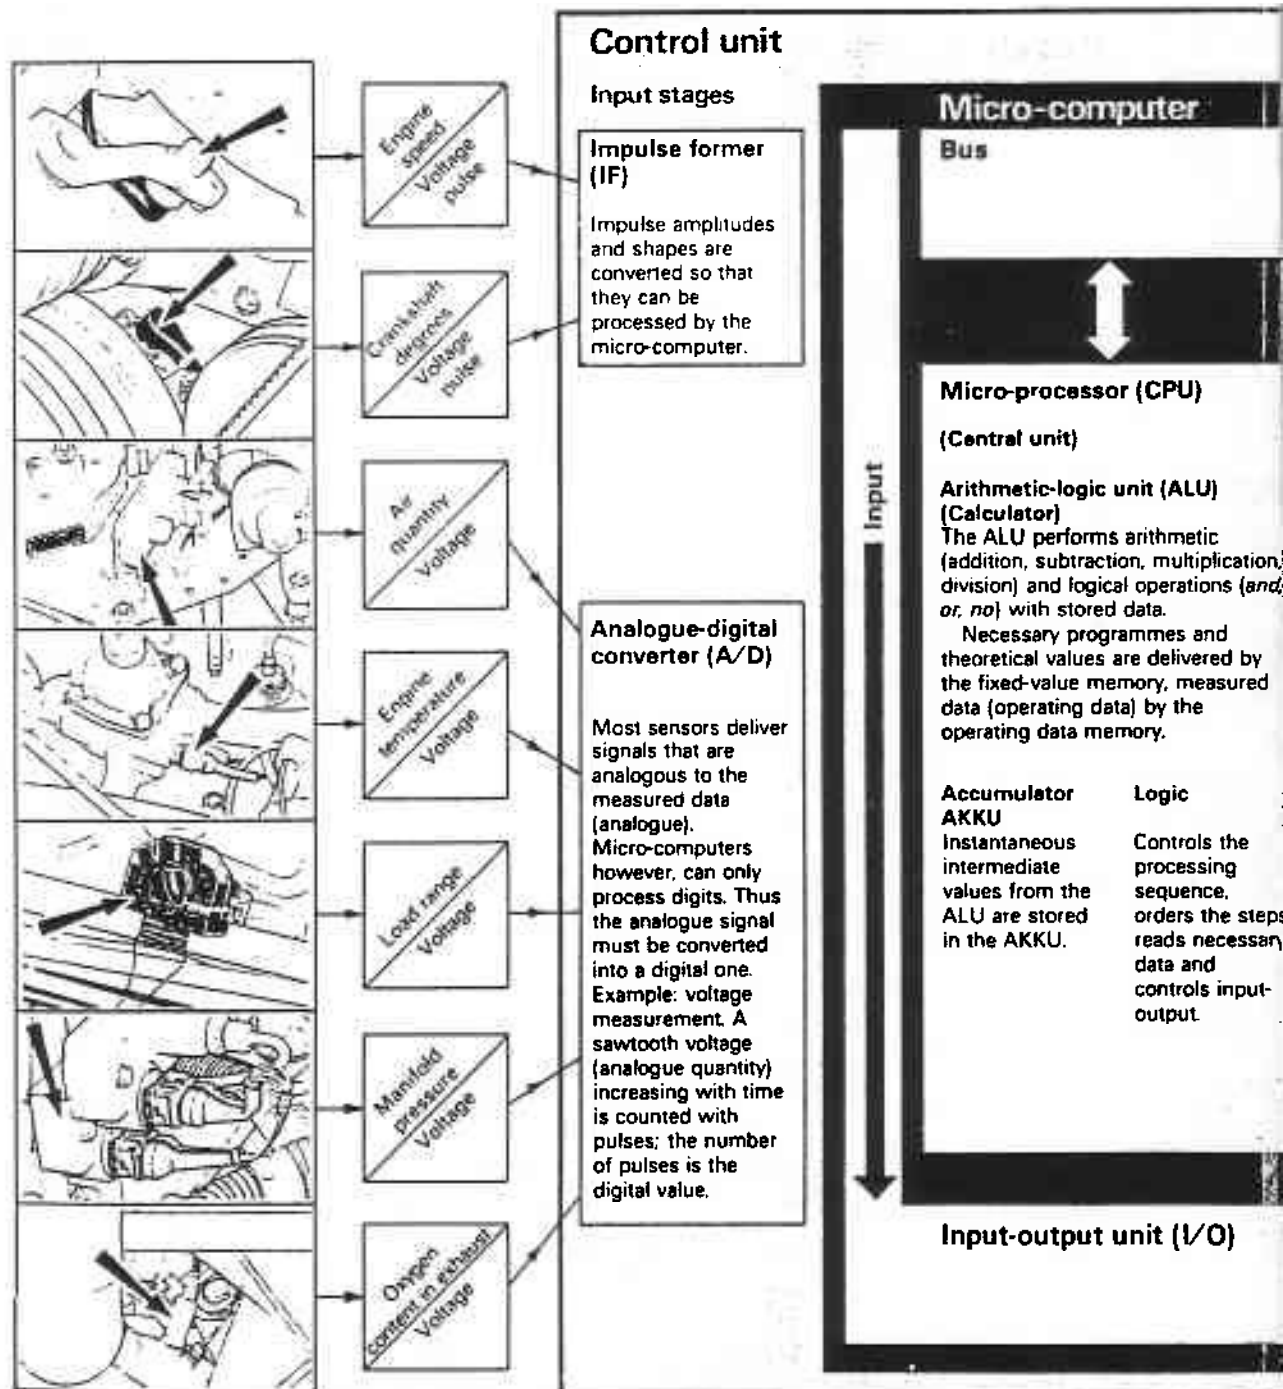 Control unit
Input stages
Impulse former
(IF)
Impulse amplitudes
and shapes are
converted so that
they can be
processed by the
micro-computer.
Engine
speed
Voltage
pulse
Crankshaft
degrees
Voltage
pulse
Air
quantity
Voltage
Engine
temperature
Voltage
Load range
Voltage
Manifold
pressure
Voltage
Oxygen
content in exhaust
Voltage
Analogue-digital
converter (A/D)
Most sensors deliver
signals that are
analogous to the
measured data
(analogue).
Micro-computers
however, can only
process digits. Thus
the analogue signal
must be converted
into a digital one.
Example: voltage
measurement. A
sawtooth voltage
(analogue quantity)
increasing with time
is counted with
pulses; the number
of pulses is the
digital value.
Micro-computer
Bus
Input
Micro-processor (CPU)
(Central unit)
Arithmetic-logic unit (ALU)
(Calculator)
The ALU performs arithmetic
(addition, subtraction, multiplication,
division) and logical operations (and,
or, no) with stored data.
Necessary programmes and
theoretical values are delivered by
the fixed-value memory, measured
data (operating data) by the
operating data memory.
Accumulator
AKKU
Instantaneous
intermediate
values from the
ALU are stored
in the AKKU.
Logic
Controls the
processing
sequence,
orders the steps
reads necessary
data and
controls input-
output.
Input-output unit (I/O)